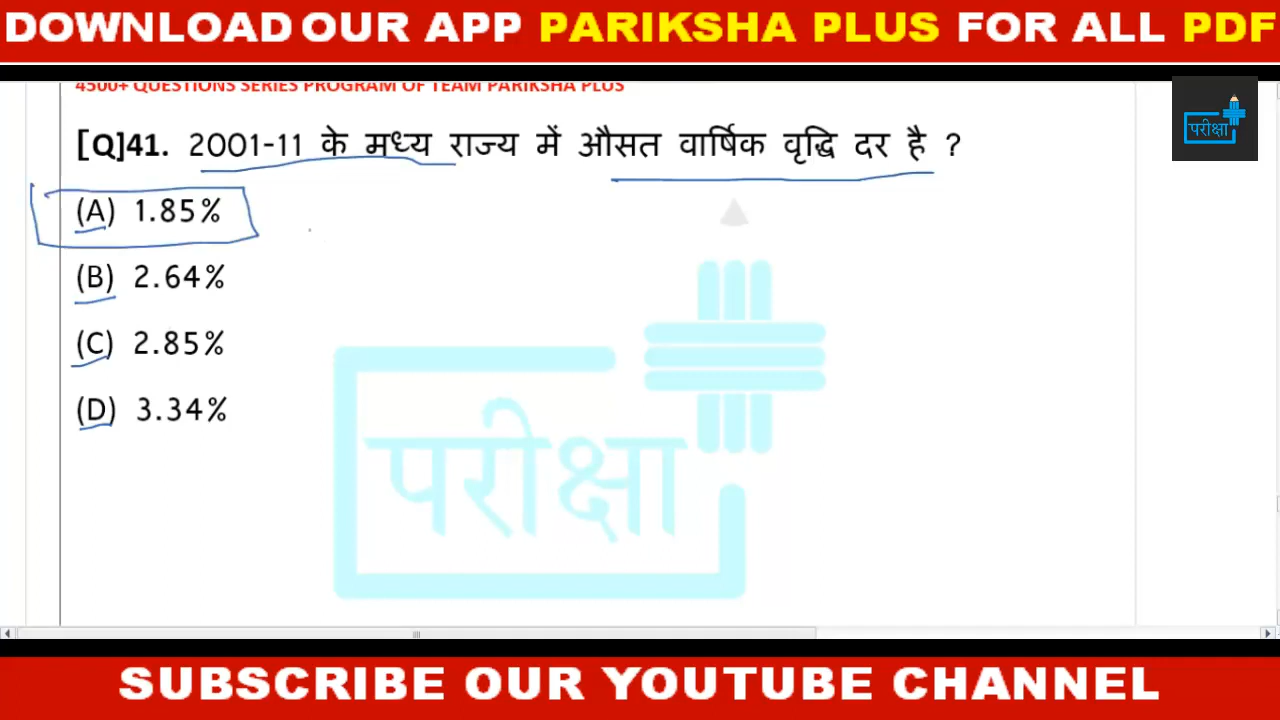 DOWNLOAD OUR APP PARIKSHA PLUS FOR ALL PDF
4500+ QUESTIONS SERIES PROGRAM OF TEAM PARIKSHA PLUS
परीक्षा
[Q]41. 2001-11 के मध्य राज्य में औसत वार्षिक वृद्धि दर है ?
(A) 1.85%
(B) 2.64%
(C) 2.85%
(D) 3.34%
परीक्षा
SUBSCRIBE OUR YOUTUBE CHANNEL